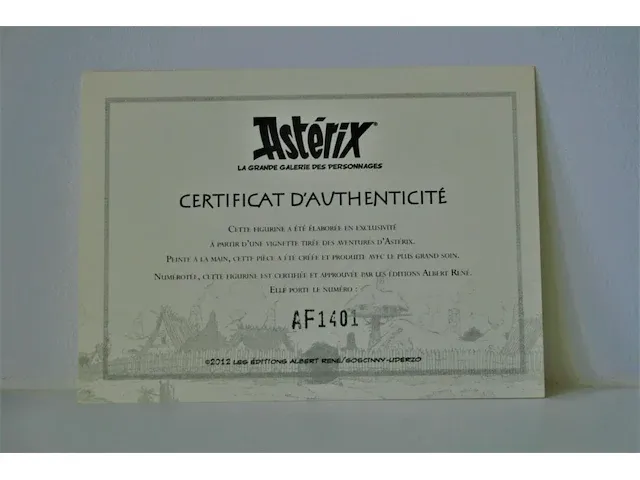 Astérix®
LA GRANDE GALERIE DES PERSONNAGES
CERTIFICAT D'AUTHENTICITÉ
Cette figurine a été élaborée en exclusivité
à partir d'une vignette tirée des aventures d'Astérix.
Peinte à la main, cette pièce a été créée et produite avec le plus grand soin.
Numérotée, cette figurine est certifiée et approuvée par les éditions Albert René.
Elle porte le numéro :
AF1401
©2012 LES ÉDITIONS ALBERT RENÉ/GOSCINNY-UDERZO